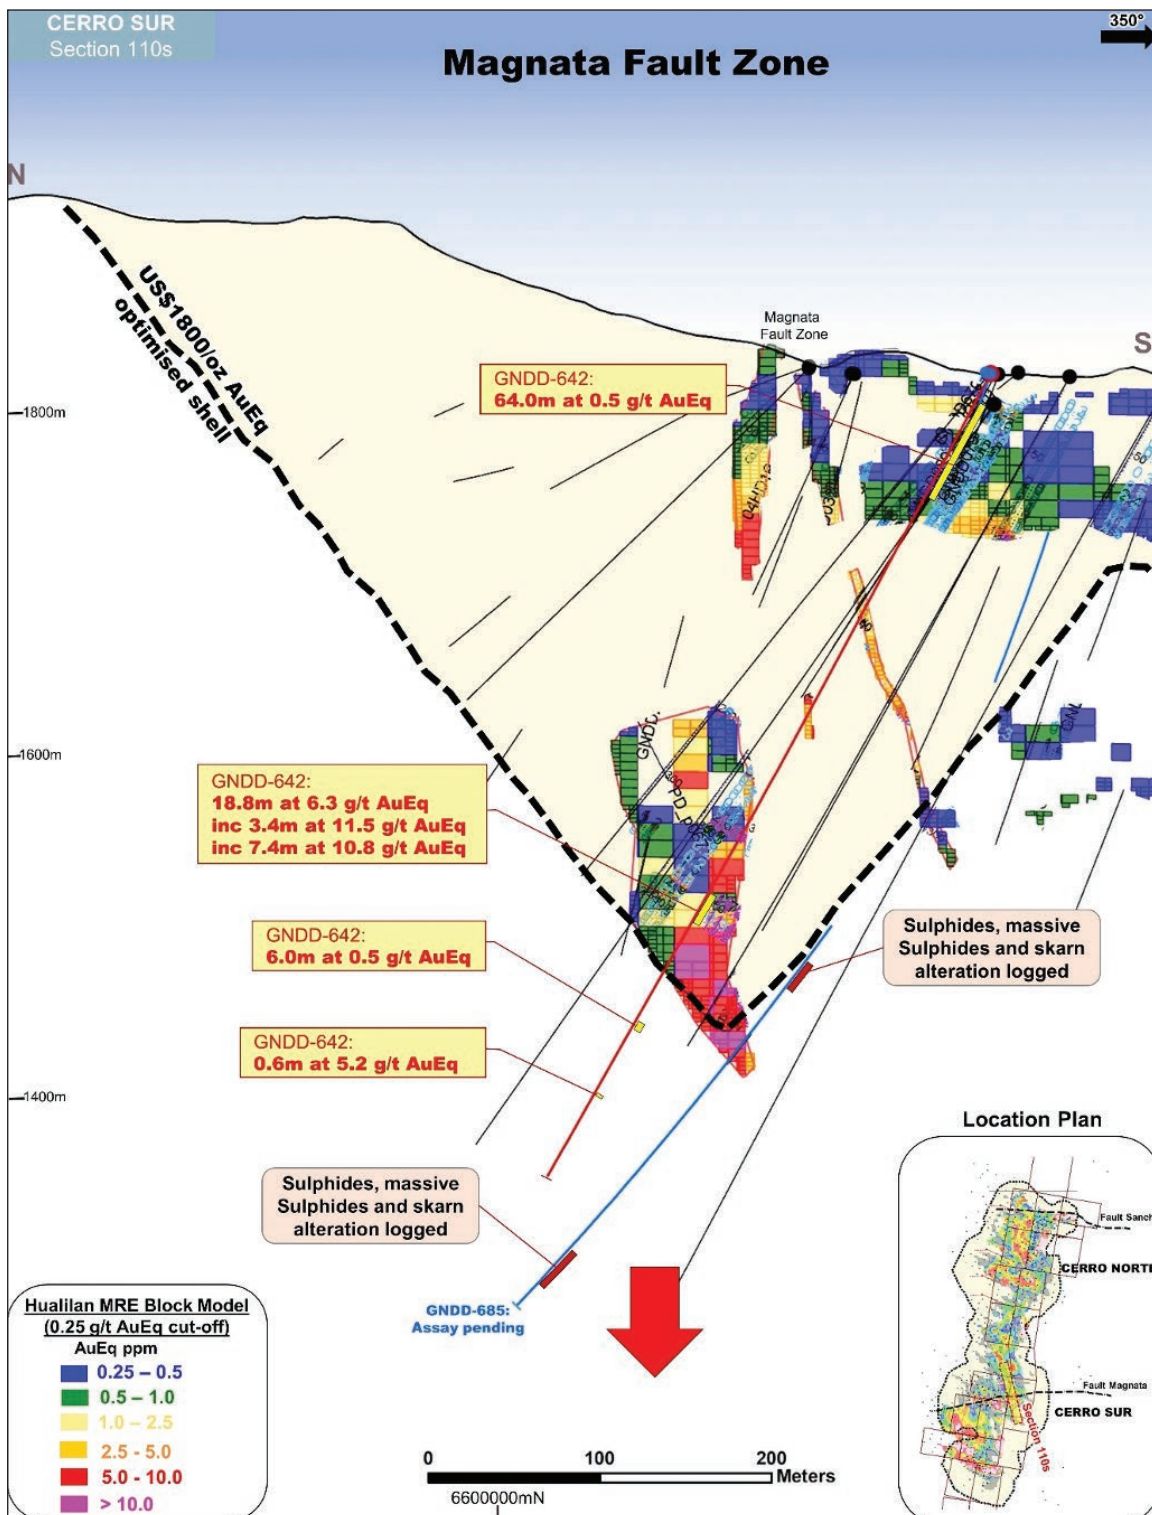 CERRO SUR
Section 110s
Magnata Fault Zone
350°
N
S
US$1800/oz AuEq
optimised shell
Magnata
Fault Zone
GNDD-642:
64.0m at 0.5 g/t AuEq
1800m
04HD10
GNDD.
GNL
1600m
GNDD-642:
18.8m at 6.3 g/t AuEq
inc 3.4m at 11.5 g/t AuEq
inc 7.4m at 10.8 g/t AuEq
GNDD-642:
6.0m at 0.5 g/t AuEq
Sulphides, massive
Sulphides and skarn
alteration logged
GNDD-642:
0.6m at 5.2 g/t AuEq
1400m
Sulphides, massive
Sulphides and skarn
alteration logged
GNDD-685:
Assay pending
Location Plan
Fault Sanch
CERRO NORTE
Fault Magnata
CERRO SUR
Section 110s
Hualilan MRE Block Model
(0.25 g/t AuEq cut-off)
AuEq ppm
0.25 – 0.5
0.5 – 1.0
1.0 – 2.5
2.5 - 5.0
5.0 - 10.0
> 10.0
0 100 200
Meters
6600000mN